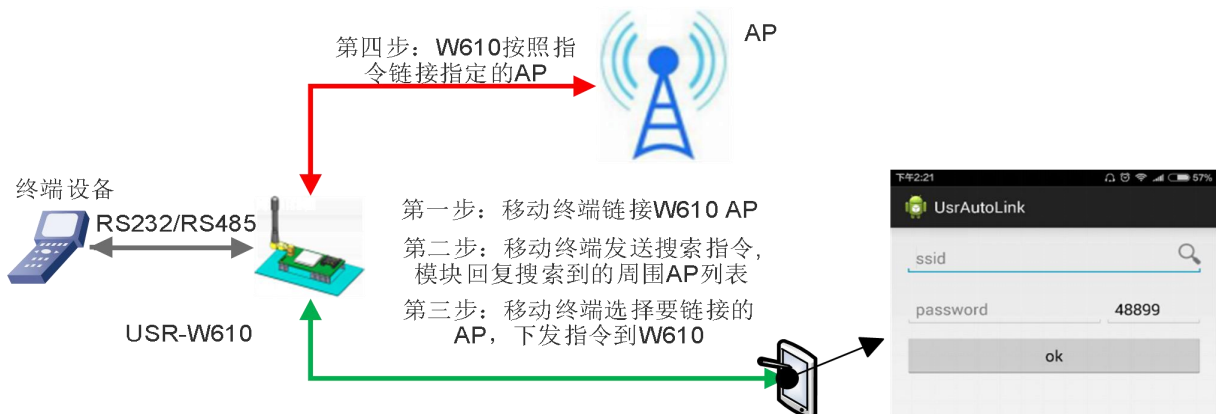 AP
第四步：W610按照指
令链接指定的AP
终端设备
RS232/RS485
USR-W610
第一步：移动终端链接W610 AP
第二步：移动终端发送搜索指令，
模块回复搜索到的周围AP列表
第三步：移动终端选择要链接的
AP，下发指令到W610
下午2:21
57%
UsrAutoLink
ssid
password
48899
ok